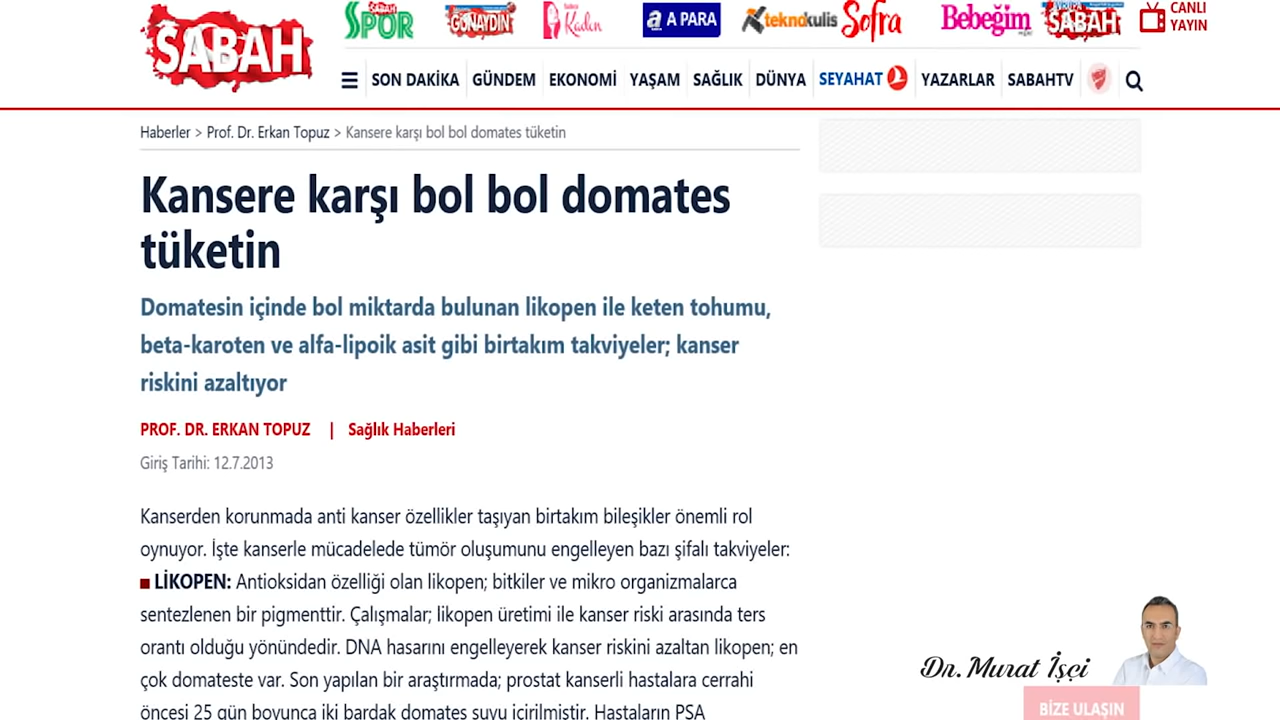 SABAH
SABAH SPOR
GÜNAYDIN
Kadın
a A PARA
teknokulis
Sofra
Bebeğim
SABAH
CANLI YAYIN
SON DAKİKA GÜNDEM EKONOMİ YAŞAM SAĞLIK DÜNYA SEYAHAT YAZARLAR SABAHTV
Haberler > Prof. Dr. Erkan Topuz > Kansere karşı bol bol domates tüketin
Kansere karşı bol bol domates
tüketin
Domatesin içinde bol miktarda bulunan likopen ile keten tohumu,
beta-karoten ve alfa-lipoik asit gibi birtakım takviyeler; kanser
riskini azaltıyor
PROF. DR. ERKAN TOPUZ | Sağlık Haberleri
Giriş Tarihi: 12.7.2013
Kanserden korunmada anti kanser özellikler taşıyan birtakım bileşikler önemli rol
oynuyor. İşte kanserle mücadelede tümör oluşumunu engelleyen bazı şifalı takviyeler:
LİKOPEN: Antioksidan özelliği olan likopen; bitkiler ve mikro organizmalarca
sentezlenen bir pigmenttir. Çalışmalar; likopen üretimi ile kanser riski arasında ters
orantı olduğu yönündedir. DNA hasarını engelleyerek kanser riskini azaltan likopen; en
çok domateste var. Son yapılan bir araştırmada; prostat kanserli hastalara cerrahi
öncesi 25 gün boyunca iki bardak domates suyu içirilmiştir. Hastaların PSA
Dr. Murat İşçi
BİZE ULAŞIN